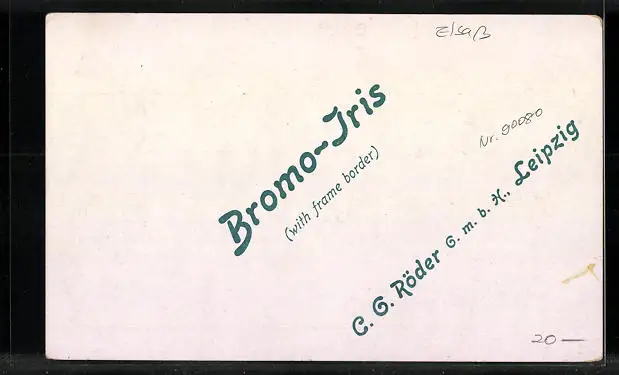 Elsaß
Bromo-Iris
(with frame border)
Nr. 90080
C. G. Röder G. m. b. H., Leipzig
20 —